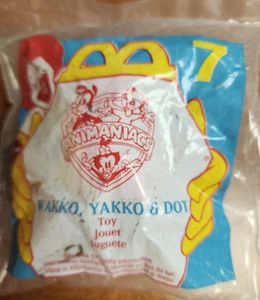 7
ANIMANIACS
WAKKO, YAKKO & DOT
Toy
Jouet
Juguete